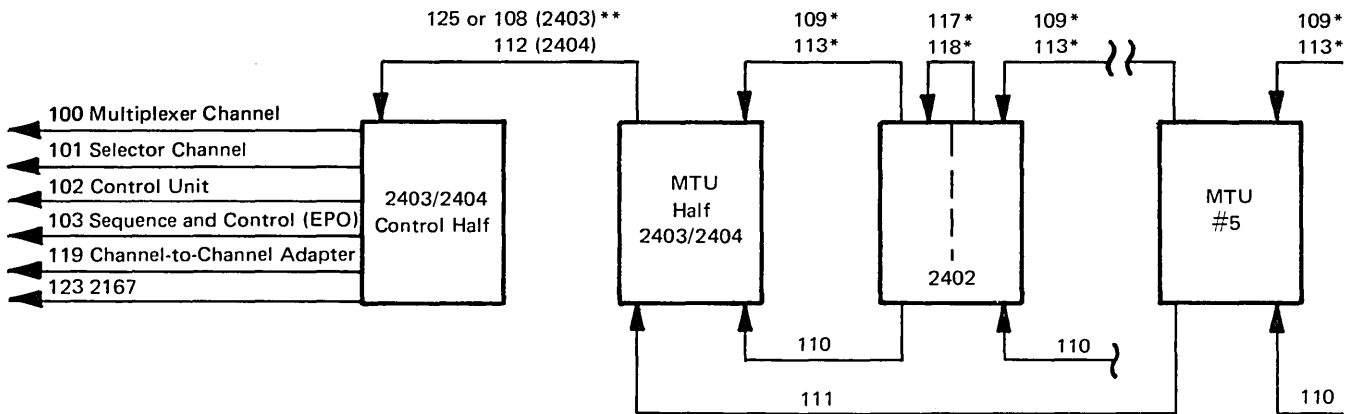 125 or 108 (2403)** 109* 117* 109* 109*
112 (2404) 113* 118* 113* 113*
100 Multiplexer Channel
101 Selector Channel
102 Control Unit
103 Sequence and Control (EPO)
119 Channel-to-Channel Adapter
123 2167
2403/2404
Control Half
MTU
Half
2403/2404
2402
MTU
#5
110 110
111 110